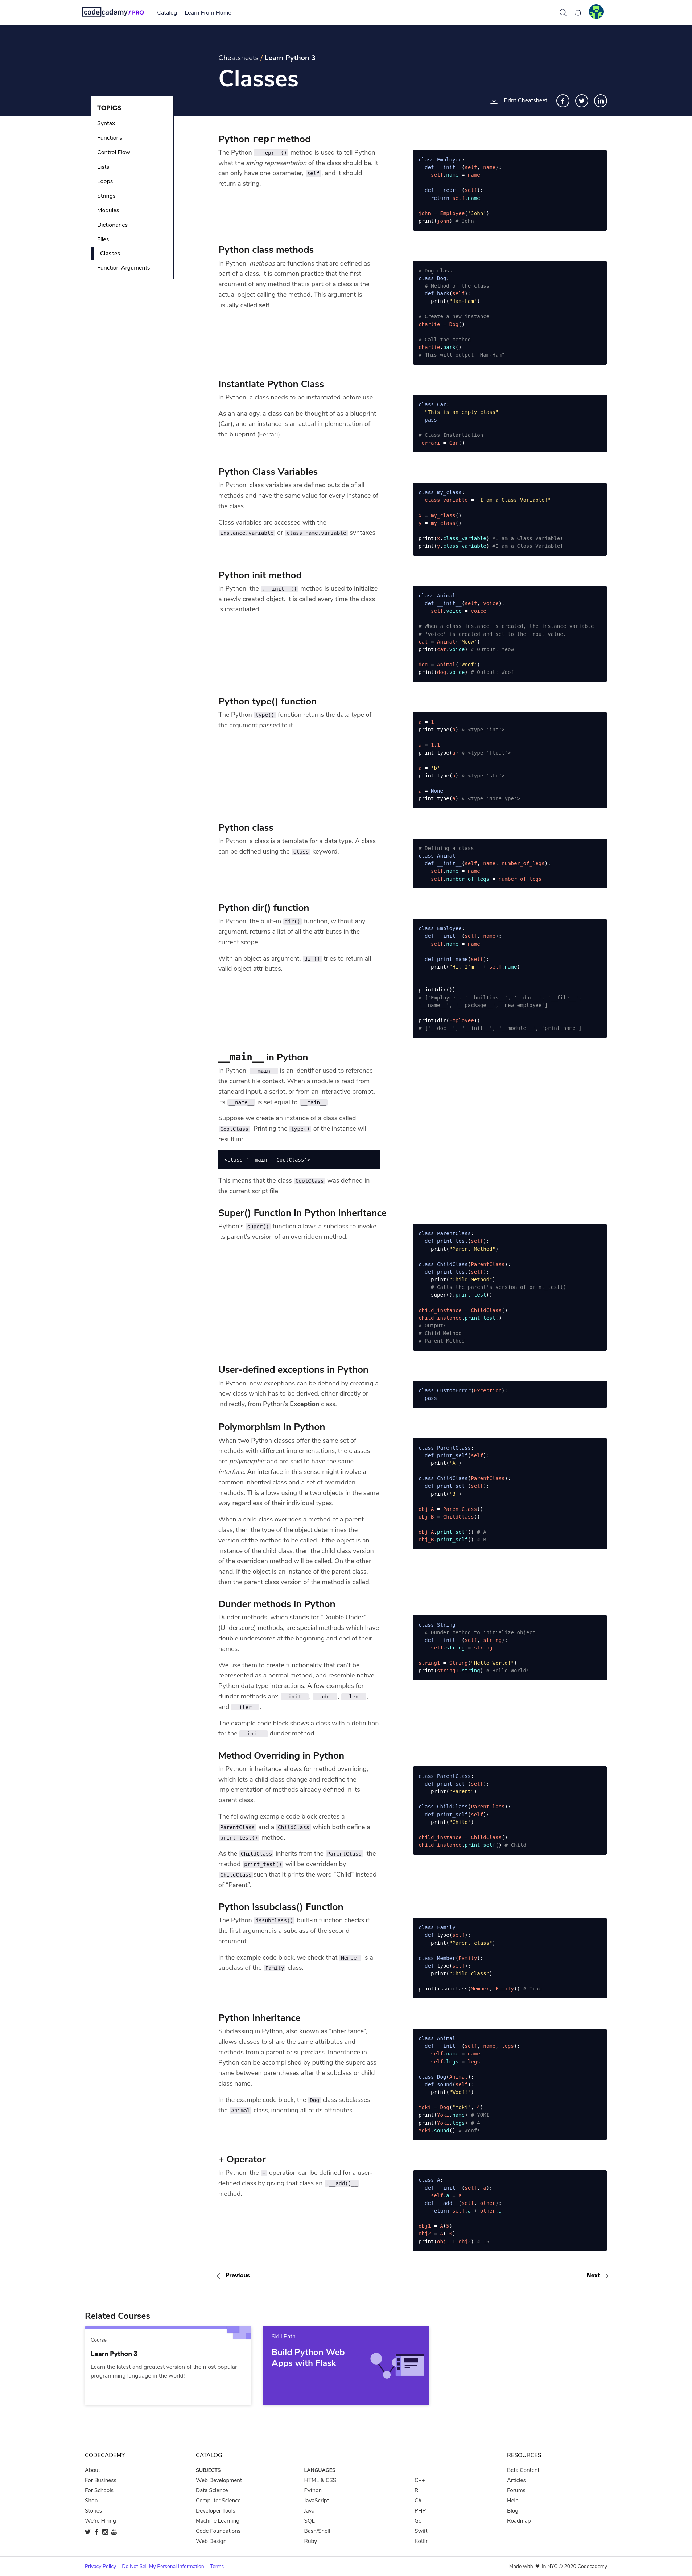 codecademy / PRO
Catalog
Learn From Home
Cheatsheets / Learn Python 3
Classes
Print Cheatsheet
TOPICS
Syntax
Functions
Control Flow
Lists
Loops
Strings
Modules
Dictionaries
Files
Classes
Function Arguments
Python repr method
The Python __repr__() method is used to tell Python
what the string representation of the class should be. It
can only have one parameter, self, and it should
return a string.
class Employee:
def __init__(self, name):
self.name = name
def __repr__(self):
return self.name
john = Employee('John')
print(john) # John
Python class methods
In Python, methods are functions that are defined as
part of a class. It is common practice that the first
argument of any method that is part of a class is the
actual object calling the method. This argument is
usually called self.
# Dog class
class Dog:
# Method of the class
def bark(self):
print("Ham-Ham")
# Create a new instance
charlie = Dog()
# Call the method
charlie.bark()
# This will output "Ham-Ham"
Instantiate Python Class
In Python, a class needs to be instantiated before use.
As an analogy, a class can be thought of as a blueprint
(Car), and an instance is an actual implementation of
the blueprint (Ferrari).
class Car:
"This is an empty class"
pass
# Class Instantiation
ferrari = Car()
Python Class Variables
In Python, class variables are defined outside of all
methods and have the same value for every instance of
the class.
Class variables are accessed with the
instance.variable or class_name.variable syntaxes.
class my_class:
class_variable = "I am a Class Variable!"
x = my_class()
y = my_class()
print(x.class_variable) #I am a Class Variable!
print(y.class_variable) #I am a Class Variable!
Python init method
In Python, the .__init__() method is used to initialize
a newly created object. It is called every time the class
is instantiated.
class Animal:
def __init__(self, voice):
self.voice = voice
# When a class instance is created, the instance variable
# 'voice' is created and set to the input value.
cat = Animal('Meow')
print(cat.voice) # Output: Meow
dog = Animal('Woof')
print(dog.voice) # Output: Woof
Python type() function
The Python type() function returns the data type of
the argument passed to it.
a = 1
print type(a) # <type 'int'>
a = 1.1
print type(a) # <type 'float'>
a = 'b'
print type(a) # <type 'str'>
a = None
print type(a) # <type 'NoneType'>
Python class
In Python, a class is a template for a data type. A class
can be defined using the class keyword.
# Defining a class
class Animal:
def __init__(self, name, number_of_legs):
self.name = name
self.number_of_legs = number_of_legs
Python dir() function
In Python, the built-in dir() function, without any
argument, returns a list of all the attributes in the
current scope.
With an object as argument, dir() tries to return all
valid object attributes.
class Employee:
def __init__(self, name):
self.name = name
def print_name(self):
print("Hi, I'm " + self.name)
print(dir())
# ['Employee', '__builtins__', '__doc__', '__file__',
'__name__', '__package__', 'new_employee']
print(dir(Employee))
# ['__doc__', '__init__', '__module__', 'print_name']
__main__ in Python
In Python, __main__ is an identifier used to reference
the current file context. When a module is read from
standard input, a script, or from an interactive prompt,
its __name__ is set equal to __main__.
Suppose we create an instance of a class called
CoolClass. Printing the type() of the instance will
result in:
<class '__main__.CoolClass'>
This means that the class CoolClass was defined in
the current script file.
Super() Function in Python Inheritance
Python's super() function allows a subclass to invoke
its parent's version of an overridden method.
class ParentClass:
def print_test(self):
print("Parent Method")
class ChildClass(ParentClass):
def print_test(self):
print("Child Method")
# Calls the parent's version of print_test()
super().print_test()
child_instance = ChildClass()
child_instance.print_test()
# Output:
# Child Method
# Parent Method
User-defined exceptions in Python
In Python, new exceptions can be defined by creating a
new class which has to be derived, either directly or
indirectly, from Python's Exception class.
class CustomError(Exception):
pass
Polymorphism in Python
When two Python classes offer the same set of
methods with different implementations, the classes
are polymorphic and are said to have the same
interface. An interface in this sense might involve a
common inherited class and a set of overridden
methods. This allows using the two objects in the same
way regardless of their individual types.
When a child class overrides a method of a parent
class, then the type of the object determines the
version of the method to be called. If the object is an
instance of the child class, then the child class version
of the overridden method will be called. On the other
hand, if the object is an instance of the parent class,
then the parent class version of the method is called.
class ParentClass:
def print_self(self):
print('A')
class ChildClass(ParentClass):
def print_self(self):
print('B')
obj_A = ParentClass()
obj_B = ChildClass()
obj_A.print_self() # A
obj_B.print_self() # B
Dunder methods in Python
Dunder methods, which stands for "Double Under"
(Underscore) methods, are special methods which have
double underscores at the beginning and end of their
names.
We use them to create functionality that can't be
represented as a normal method, and resemble native
Python data type interactions. A few examples for
dunder methods are: __init__, __add__, __len__,
and __iter__.
The example code block shows a class with a definition
for the __init__ dunder method.
class String:
# Dunder method to initialize object
def __init__(self, string):
self.string = string
string1 = String("Hello World!")
print(string1.string) # Hello World!
Method Overriding in Python
In Python, inheritance allows for method overriding,
which lets a child class change and redefine the
implementation of methods already defined in its
parent class.
The following example code block creates a
ParentClass and a ChildClass which both define a
print_test() method.
As the ChildClass inherits from the ParentClass, the
method print_test() will be overridden by
ChildClass such that it prints the word "Child" instead
of "Parent".
class ParentClass:
def print_self(self):
print("Parent")
class ChildClass(ParentClass):
def print_self(self):
print("Child")
child_instance = ChildClass()
child_instance.print_self() # Child
Python issubclass() Function
The Python issubclass() built-in function checks if
the first argument is a subclass of the second
argument.
In the example code block, we check that Member is a
subclass of the Family class.
class Family:
def type(self):
print("Parent class")
class Member(Family):
def type(self):
print("Child class")
print(issubclass(Member, Family)) # True
Python Inheritance
Subclassing in Python, also known as "inheritance",
allows classes to share the same attributes and
methods from a parent or superclass. Inheritance in
Python can be accomplished by putting the superclass
name between parentheses after the subclass or child
class name.
In the example code block, the Dog class subclasses
the Animal class, inheriting all of its attributes.
class Animal:
def __init__(self, name, legs):
self.name = name
self.legs = legs
class Dog(Animal):
def sound(self):
print("Woof!")
Yoki = Dog("Yoki", 4)
print(Yoki.name) # YOKI
print(Yoki.legs) # 4
Yoki.sound() # Woof!
+ Operator
In Python, the + operation can be defined for a user-
defined class by giving that class an .__add()__
method.
class A:
def __init__(self, a):
self.a = a
def __add__(self, other):
return self.a + other.a
obj1 = A(5)
obj2 = A(10)
print(obj1 + obj2) # 15
Previous
Next
Related Courses
Course
Learn Python 3
Learn the latest and greatest version of the most popular
programming language in the world!
Skill Path
Build Python Web
Apps with Flask
CODECADEMY
About
For Business
For Schools
Shop
Stories
We're Hiring
CATALOG
SUBJECTS
Web Development
Data Science
Computer Science
Developer Tools
Machine Learning
Code Foundations
Web Design
LANGUAGES
HTML & CSS
Python
JavaScript
Java
SQL
Bash/Shell
Ruby
C++
R
C#
PHP
Go
Swift
Kotlin
RESOURCES
Beta Content
Articles
Forums
Help
Blog
Roadmap
Privacy Policy | Do Not Sell My Personal Information | Terms
Made with ❤ in NYC © 2020 Codecademy